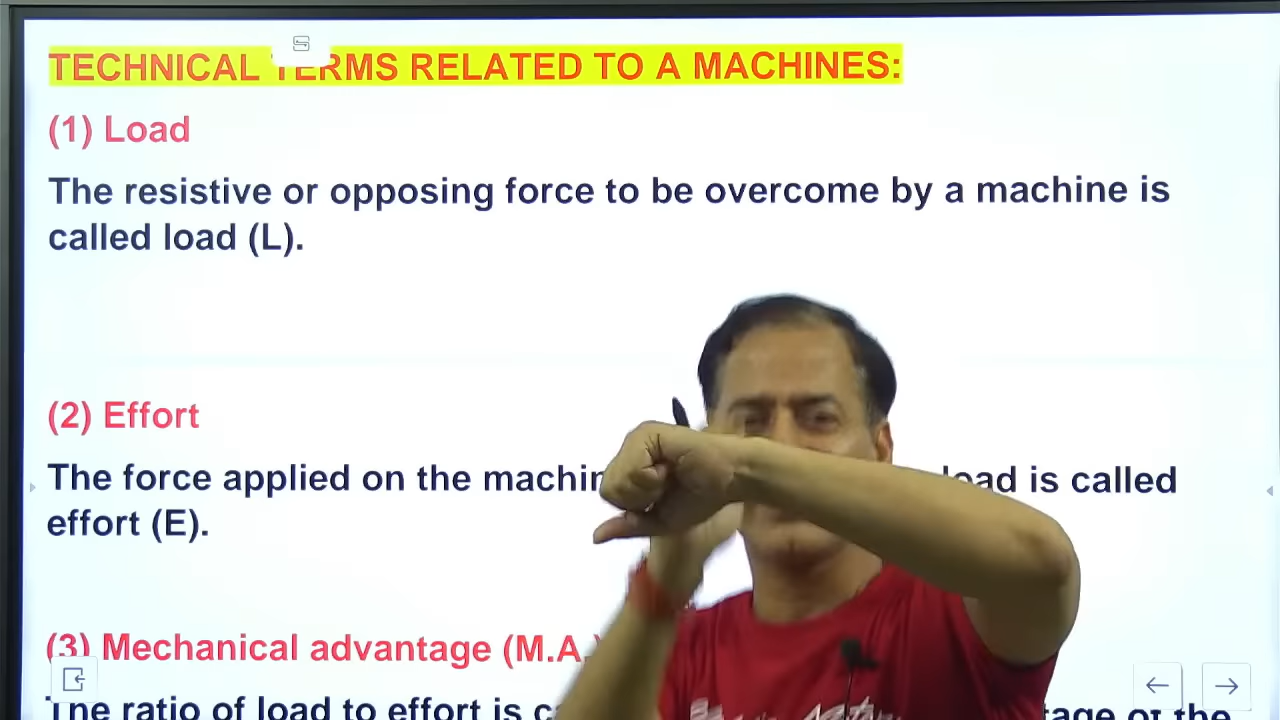 TECHNICAL TERMS RELATED TO A MACHINES:
(1) Load
The resistive or opposing force to be overcome by a machine is
called load (L).
(2) Effort
The force applied on the load is called
effort (E).
(3) Mechanical advantage (M.A.)
The ratio of load to effort is of the